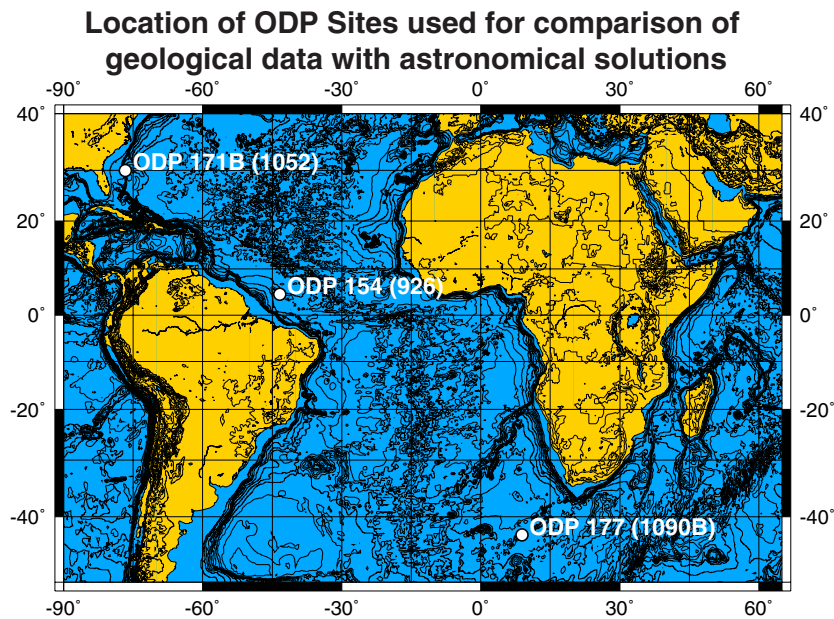 Location of ODP Sites used for comparison of
geological data with astronomical solutions
-90˚ -60˚ -30˚ 0˚ 30˚ 60˚
40˚ 40˚
ODP 171B (1052)
20˚ 20˚
ODP 154 (926)
0˚ 0˚
-20˚ -20˚
-40˚ -40˚
ODP 177 (1090B)
-90˚ -60˚ -30˚ 0˚ 30˚ 60˚